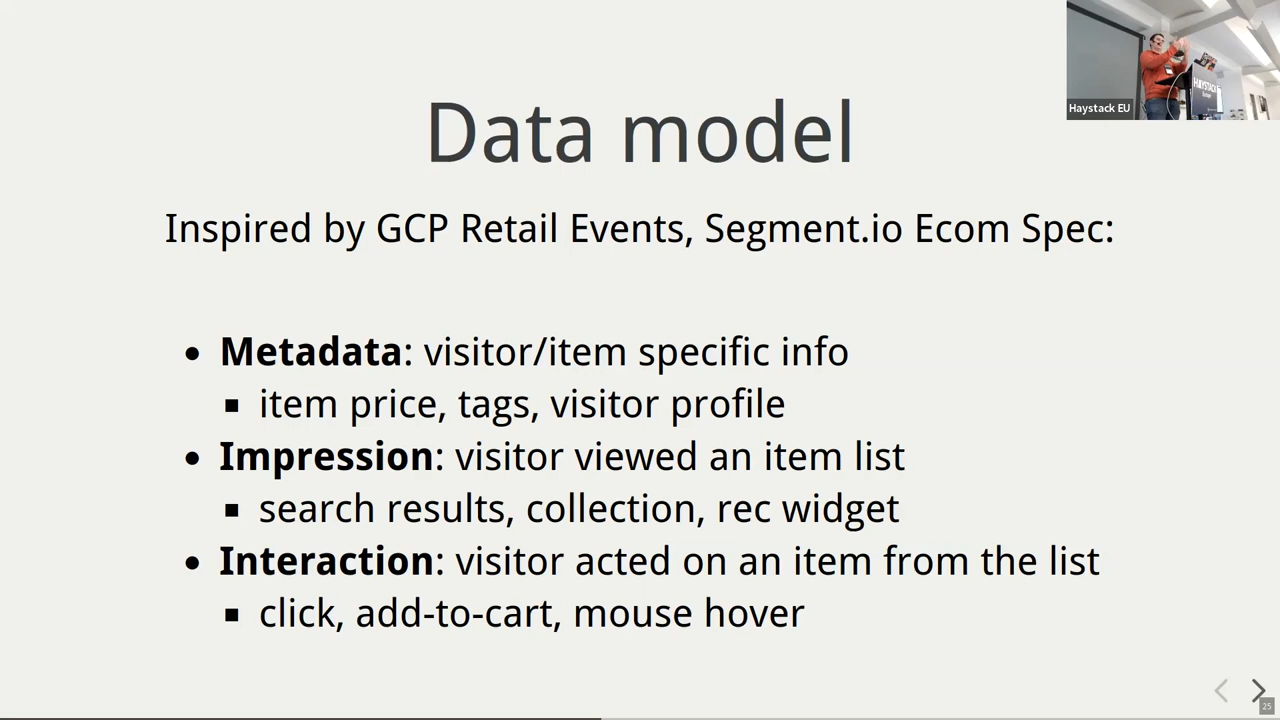 Data model
Inspired by GCP Retail Events, Segment.io Ecom Spec:
• Metadata: visitor/item specific info
▪ item price, tags, visitor profile
• Impression: visitor viewed an item list
▪ search results, collection, rec widget
• Interaction: visitor acted on an item from the list
▪ click, add-to-cart, mouse hover
Haystack EU
HAYSTACK
25